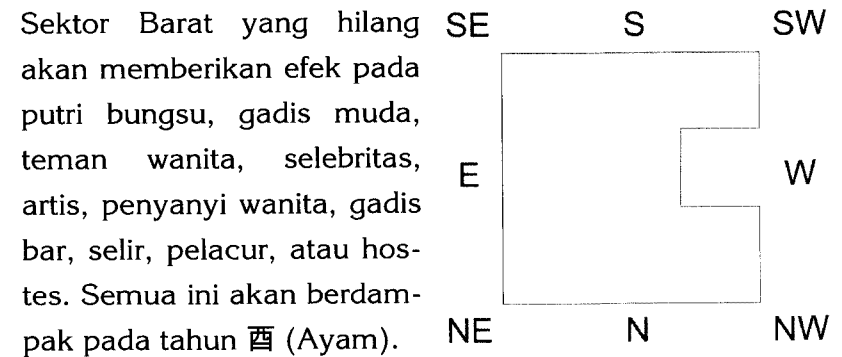 Sektor Barat yang hilang
akan memberikan efek pada
putri bungsu, gadis muda,
teman wanita, selebritas,
artis, penyanyi wanita, gadis
bar, selir, pelacur, atau hos-
tes. Semua ini akan berdam-
pak pada tahun 酉 (Ayam).
SE S SW
E W
NE N NW